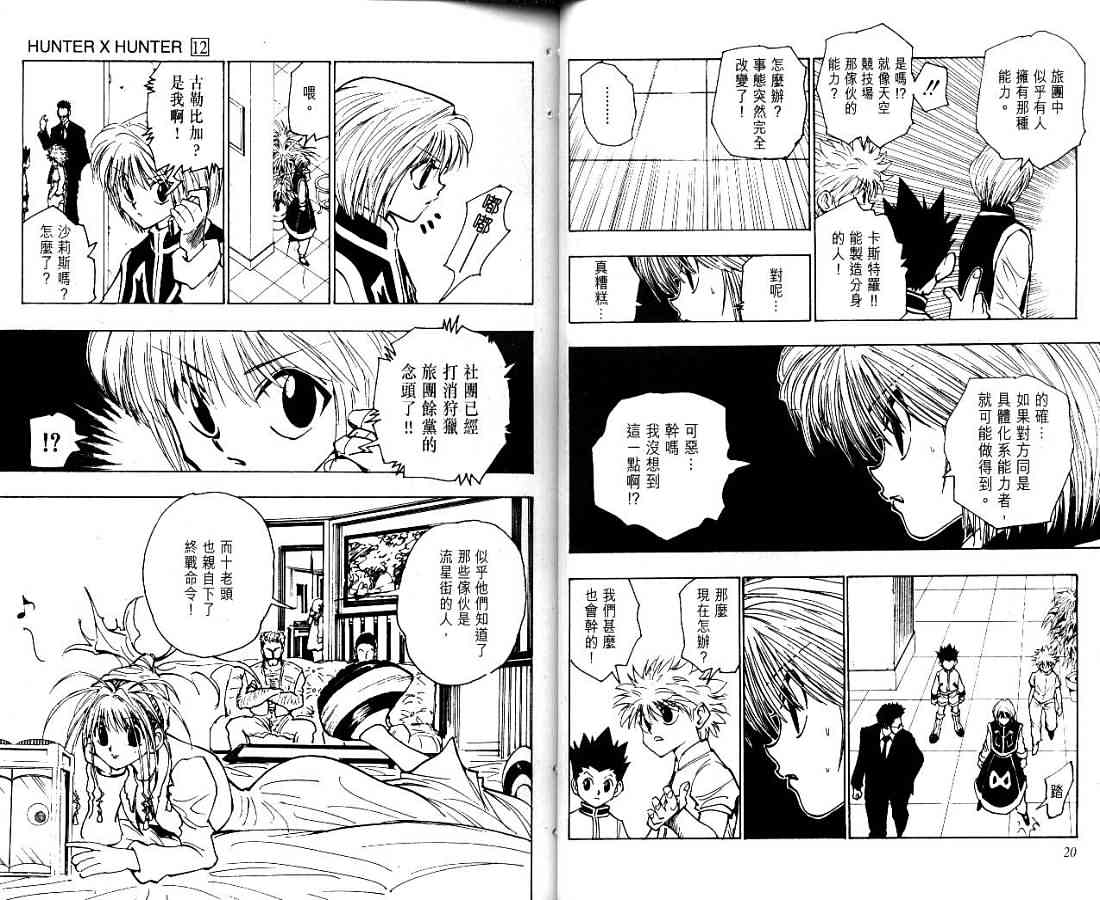 旅團中
似乎有人
擁有那種
能力。
!!
是嗎!?
就像天空
競技場
那傢伙的
能力？
卡斯特羅!!
能製造分身
的人！
怎麼辦？
事態突然完全
改變了！
………
對呢…
真糟糕…
的確…
如果對方同是
具體化系能力者，
就可能做得到。
可惡…
幹嗎
我沒想到
這一點啊!?
踏
那麼
現在怎辦？
我們甚麼
也會幹的！
20
HUNTER X HUNTER 12
嘟嘟
喂。
古勒比加？
是我啊！
沙莉斯嗎？
怎麼了？
社團已經
打消狩獵
旅團餘黨的
念頭了!!
!?
似乎他們知道了
那些傢伙是
流星街的人，
而十老頭
也親自下了
終戰命令！